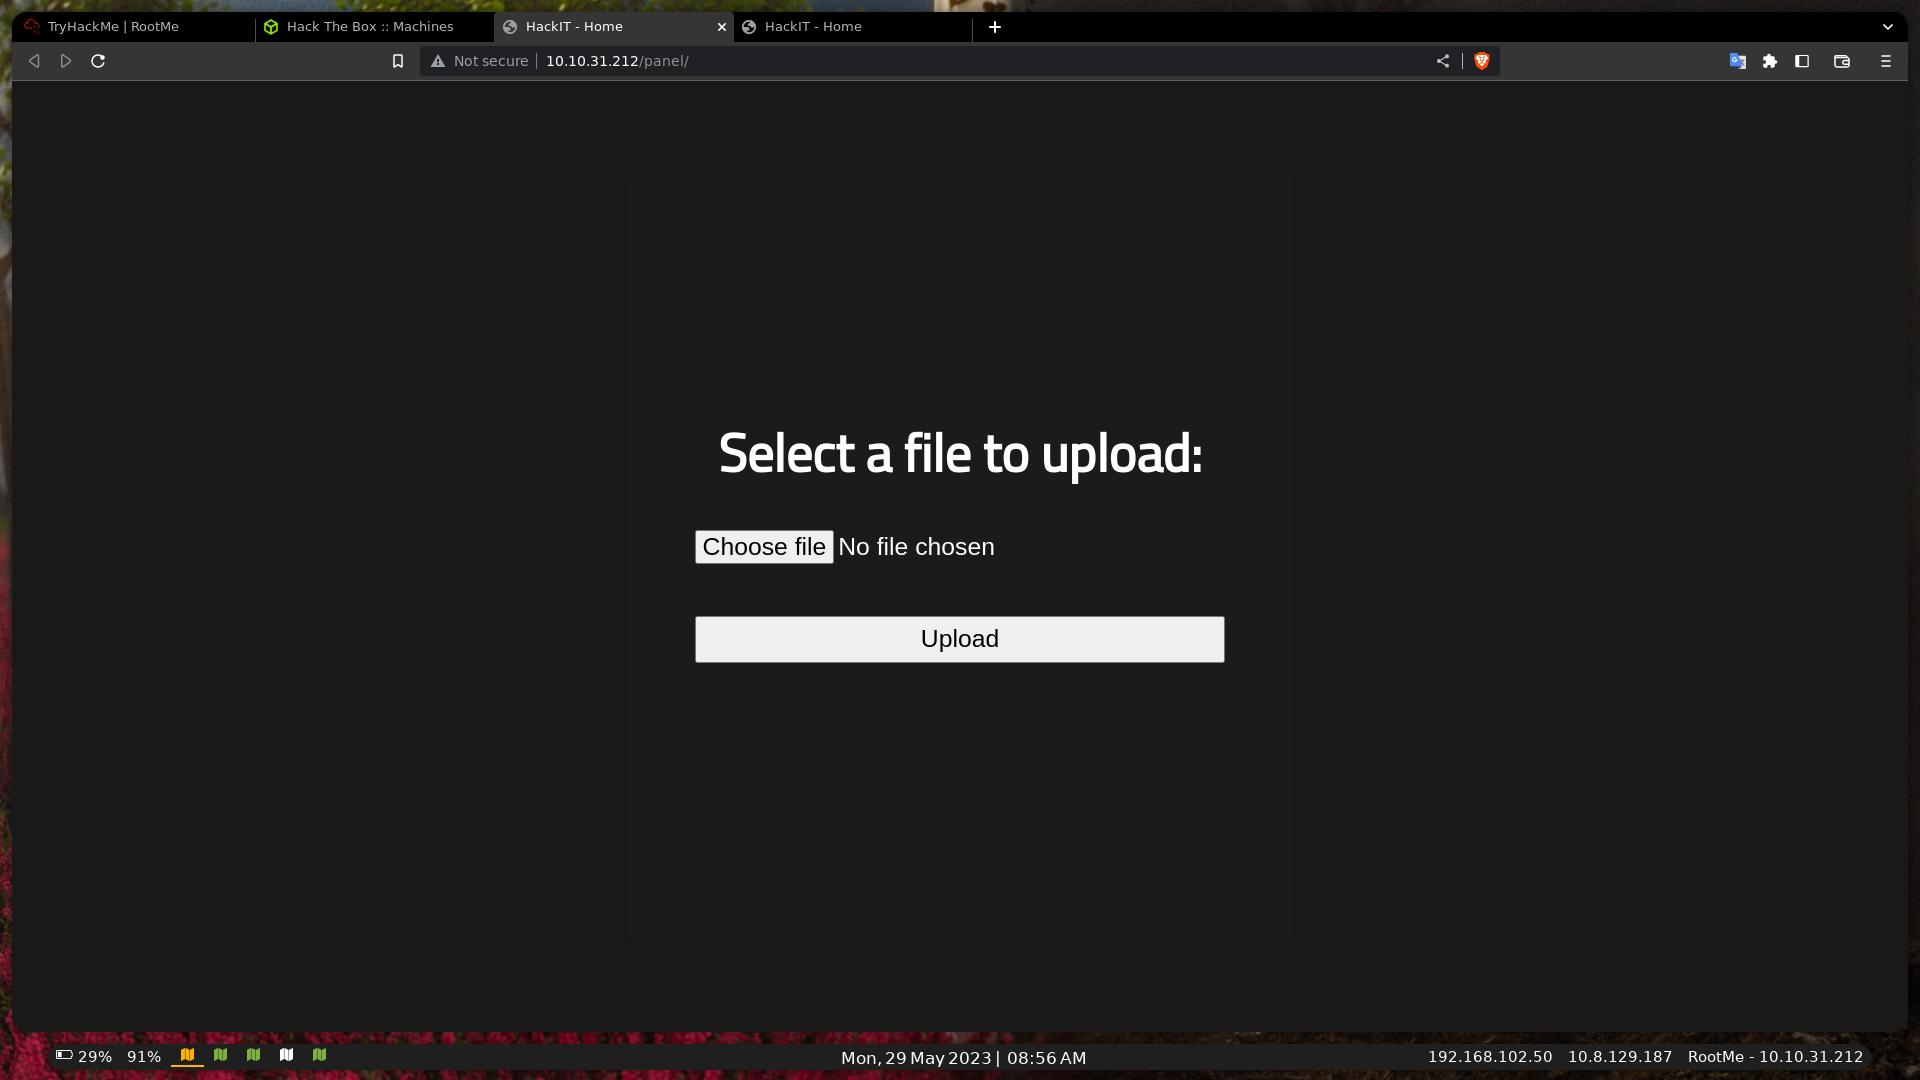 TryHackMe | RootMe
Hack The Box :: Machines
HackIT - Home
HackIT - Home
Not secure
10.10.31.212/panel/
Select a file to upload:
Choose file No file chosen
Upload
29% 91%
Mon, 29 May 2023 | 08:56 AM
192.168.102.50 10.8.129.187 RootMe - 10.10.31.212